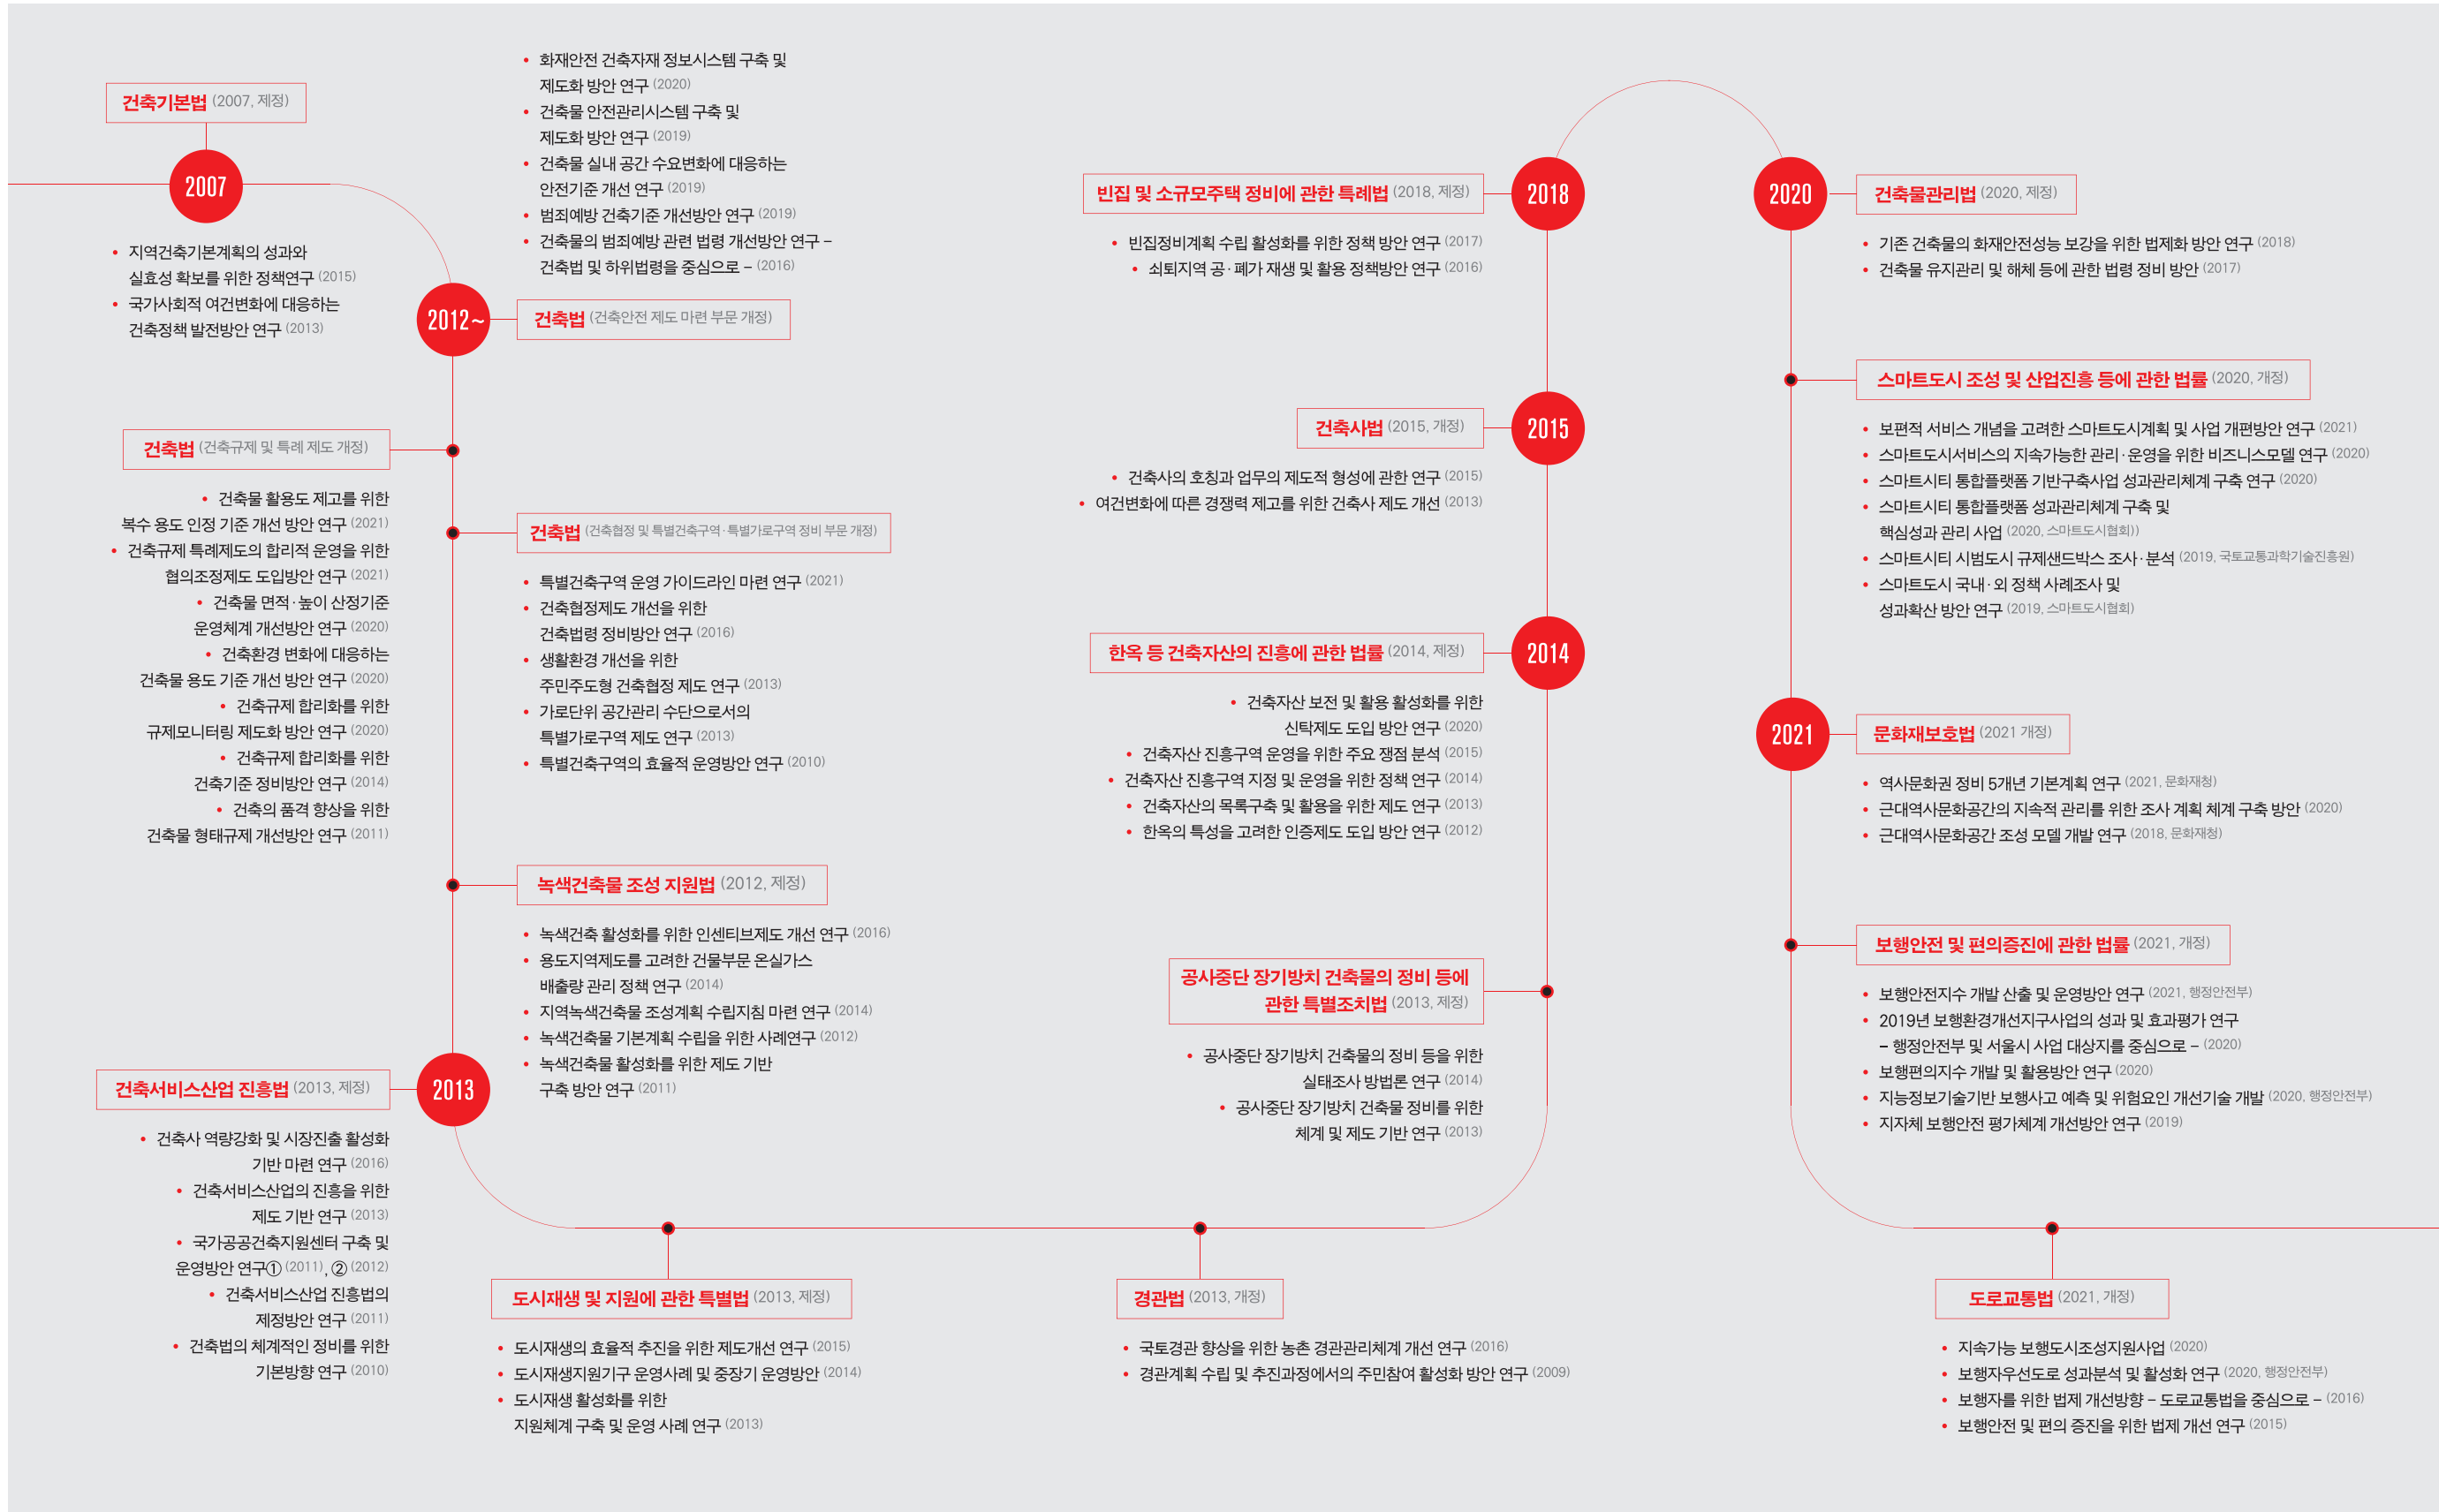 건축기본법 (2007, 제정)
2007
• 지역건축기본계획의 성과와
실효성 확보를 위한 정책연구 (2015)
• 국가사회적 여건변화에 대응하는
건축정책 발전방안 연구 (2013)
• 화재안전 건축자재 정보시스템 구축 및
제도화 방안 연구 (2020)
• 건축물 안전관리시스템 구축 및
제도화 방안 연구 (2019)
• 건축물 실내 공간 수요변화에 대응하는
안전기준 개선 연구 (2019)
• 범죄예방 건축기준 개선방안 연구 (2019)
• 건축물의 범죄예방 관련 법령 개선방안 연구 –
건축법 및 하위법령을 중심으로 – (2016)
2012~
건축법 (건축안전 제도 마련 부문 개정)
건축법 (건축규제 및 특례 제도 개정)
• 건축물 활용도 제고를 위한
복수 용도 인정 기준 개선 방안 연구 (2021)
• 건축규제 특례제도의 합리적 운영을 위한
협의조정제도 도입방안 연구 (2021)
• 건축물 면적·높이 산정기준
운영체계 개선방안 연구 (2020)
• 건축환경 변화에 대응하는
건축물 용도 기준 개선 방안 연구 (2020)
• 건축규제 합리화를 위한
규제모니터링 제도화 방안 연구 (2020)
• 건축규제 합리화를 위한
건축기준 정비방안 연구 (2014)
• 건축의 품격 향상을 위한
건축물 형태규제 개선방안 연구 (2011)
건축법 (건축협정 및 특별건축구역·특별가로구역 정비 부문 개정)
• 특별건축구역 운영 가이드라인 마련 연구 (2021)
• 건축협정제도 개선을 위한
건축법령 정비방안 연구 (2016)
• 생활환경 개선을 위한
주민주도형 건축협정 제도 연구 (2013)
• 가로단위 공간관리 수단으로서의
특별가로구역 제도 연구 (2013)
• 특별건축구역의 효율적 운영방안 연구 (2010)
녹색건축물 조성 지원법 (2012, 제정)
• 녹색건축 활성화를 위한 인센티브제도 개선 연구 (2016)
• 용도지역제도를 고려한 건물부문 온실가스
배출량 관리 정책 연구 (2014)
• 지역녹색건축물 조성계획 수립지침 마련 연구 (2014)
• 녹색건축물 기본계획 수립을 위한 사례연구 (2012)
• 녹색건축물 활성화를 위한 제도 기반
구축 방안 연구 (2011)
건축서비스산업 진흥법 (2013, 제정)
2013
• 건축사 역량강화 및 시장진출 활성화
기반 마련 연구 (2016)
• 건축서비스산업의 진흥을 위한
제도 기반 연구 (2013)
• 국가공공건축지원센터 구축 및
운영방안 연구① (2011), ② (2012)
• 건축서비스산업 진흥법의
제정방안 연구 (2011)
• 건축법의 체계적인 정비를 위한
기본방향 연구 (2010)
도시재생 및 지원에 관한 특별법 (2013, 제정)
• 도시재생의 효율적 추진을 위한 제도개선 연구 (2015)
• 도시재생지원기구 운영사례 및 중장기 운영방안 (2014)
• 도시재생 활성화를 위한
지원체계 구축 및 운영 사례 연구 (2013)
경관법 (2013, 개정)
• 국토경관 향상을 위한 농촌 경관관리체계 개선 연구 (2016)
• 경관계획 수립 및 추진과정에서의 주민참여 활성화 방안 연구 (2009)
공사중단 장기방치 건축물의 정비 등에
관한 특별조치법 (2013, 제정)
• 공사중단 장기방치 건축물의 정비 등을 위한
실태조사 방법론 연구 (2014)
• 공사중단 장기방치 건축물 정비를 위한
체계 및 제도 기반 연구 (2013)
한옥 등 건축자산의 진흥에 관한 법률 (2014, 제정)
2014
• 건축자산 보전 및 활용 활성화를 위한
신탁제도 도입 방안 연구 (2020)
• 건축자산 진흥구역 운영을 위한 주요 쟁점 분석 (2015)
• 건축자산 진흥구역 지정 및 운영을 위한 정책 연구 (2014)
• 건축자산의 목록구축 및 활용을 위한 제도 연구 (2013)
• 한옥의 특성을 고려한 인증제도 도입 방안 연구 (2012)
건축사법 (2015, 개정)
2015
• 건축사의 호칭과 업무의 제도적 형성에 관한 연구 (2015)
• 여건변화에 따른 경쟁력 제고를 위한 건축사 제도 개선 (2013)
빈집 및 소규모주택 정비에 관한 특례법 (2018, 제정)
2018
• 빈집정비계획 수립 활성화를 위한 정책 방안 연구 (2017)
• 쇠퇴지역 공·폐가 재생 및 활용 정책방안 연구 (2016)
2020
건축물관리법 (2020, 제정)
• 기존 건축물의 화재안전성능 보강을 위한 법제화 방안 연구 (2018)
• 건축물 유지관리 및 해체 등에 관한 법령 정비 방안 (2017)
스마트도시 조성 및 산업진흥 등에 관한 법률 (2020, 개정)
• 보편적 서비스 개념을 고려한 스마트도시계획 및 사업 개편방안 연구 (2021)
• 스마트도시서비스의 지속가능한 관리·운영을 위한 비즈니스모델 연구 (2020)
• 스마트시티 통합플랫폼 기반구축사업 성과관리체계 구축 연구 (2020)
• 스마트시티 통합플랫폼 성과관리체계 구축 및
핵심성과 관리 사업 (2020, 스마트도시협회))
• 스마트시티 시범도시 규제샌드박스 조사·분석 (2019, 국토교통과학기술진흥원)
• 스마트도시 국내·외 정책 사례조사 및
성과확산 방안 연구 (2019, 스마트도시협회)
2021
문화재보호법 (2021 개정)
• 역사문화권 정비 5개년 기본계획 연구 (2021, 문화재청)
• 근대역사문화공간의 지속적 관리를 위한 조사 계획 체계 구축 방안 (2020)
• 근대역사문화공간 조성 모델 개발 연구 (2018, 문화재청)
보행안전 및 편의증진에 관한 법률 (2021, 개정)
• 보행안전지수 개발 산출 및 운영방안 연구 (2021, 행정안전부)
• 2019년 보행환경개선지구사업의 성과 및 효과평가 연구
– 행정안전부 및 서울시 사업 대상지를 중심으로 – (2020)
• 보행편의지수 개발 및 활용방안 연구 (2020)
• 지능정보기술기반 보행사고 예측 및 위험요인 개선기술 개발 (2020, 행정안전부)
• 지자체 보행안전 평가체계 개선방안 연구 (2019)
도로교통법 (2021, 개정)
• 지속가능 보행도시조성지원사업 (2020)
• 보행자우선도로 성과분석 및 활성화 연구 (2020, 행정안전부)
• 보행자를 위한 법제 개선방향 – 도로교통법을 중심으로 – (2016)
• 보행안전 및 편의 증진을 위한 법제 개선 연구 (2015)